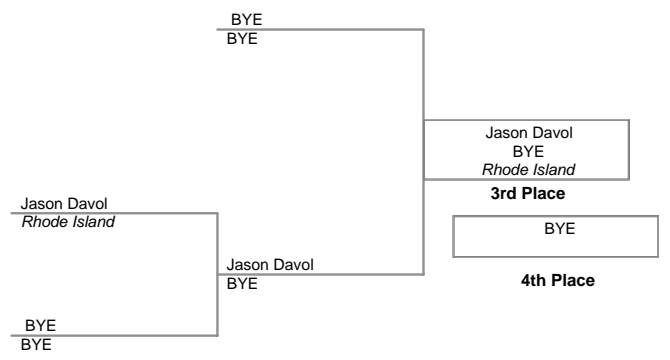 BYE
BYE
Jason Davol
BYE
Rhode Island
3rd Place
Jason Davol
Rhode Island
BYE
Jason Davol
BYE
4th Place
BYE
BYE